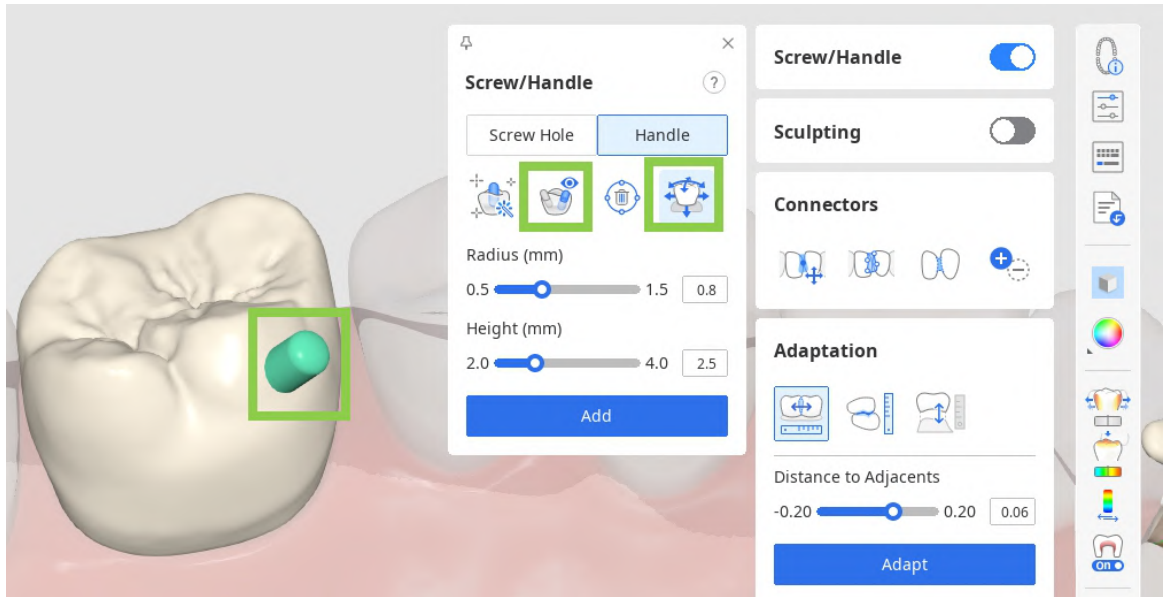 Screw/Handle
?
Screw Hole
Handle
Radius (mm)
0.5
1.5
0.8
Height (mm)
2.0
4.0
2.5
Add
Screw/Handle
Sculpting
Connectors
Adaptation
Distance to Adjacents
-0.20
0.20
0.06
Adapt
On